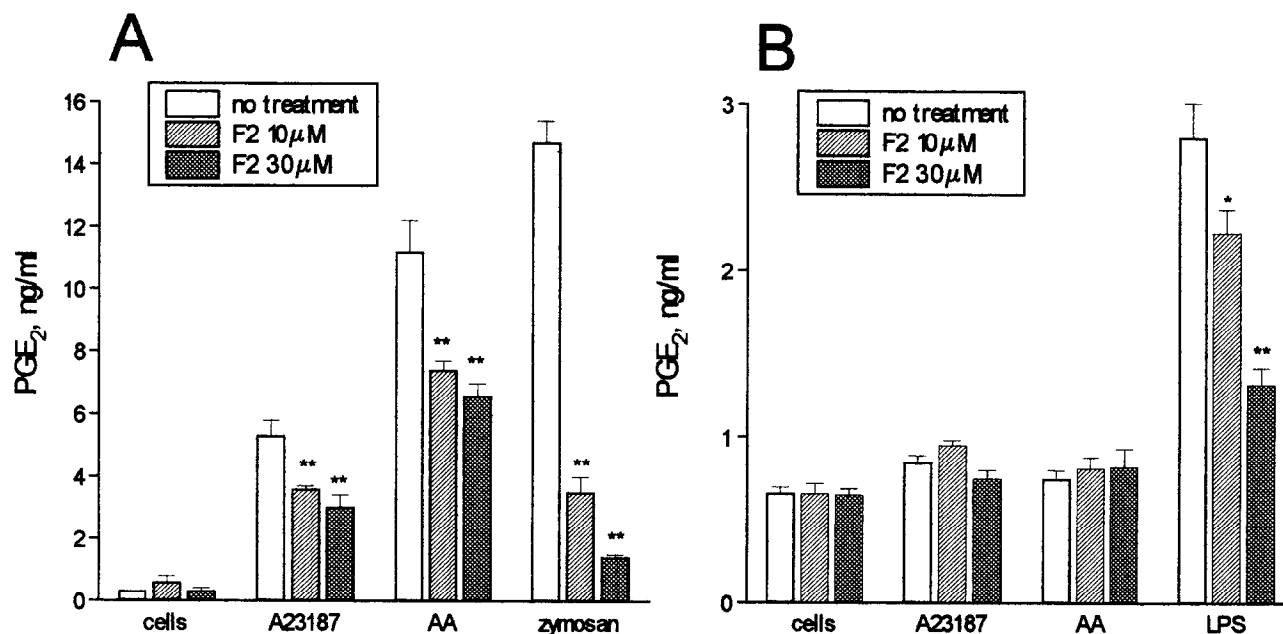 A
no treatment
F2 10μM
F2 30μM
16
14
12
10
8
6
4
2
0
PGE2, ng/ml
**
**
**
**
**
**
cells A23187 AA zymosan
B
no treatment
F2 10μM
F2 30μM
3
2
1
0
PGE2, ng/ml
*
**
cells A23187 AA LPS